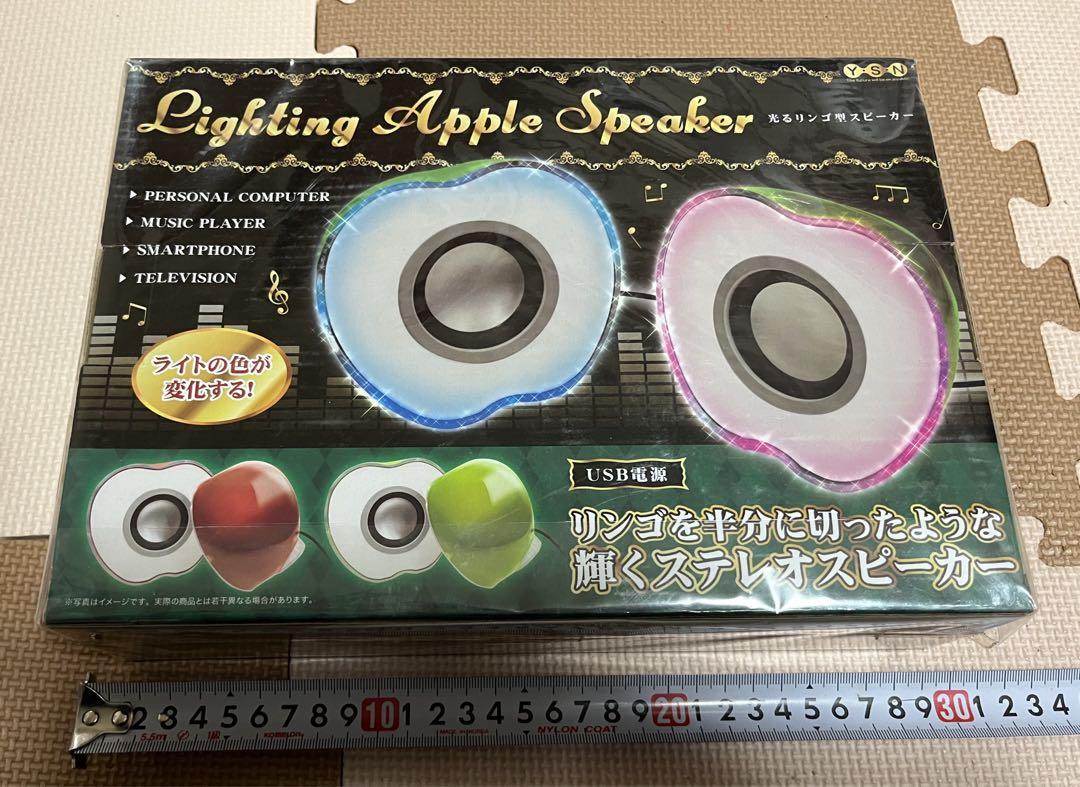 Y・S・N
Lighting Apple Speaker
光るリンゴ型スピーカー
PERSONAL COMPUTER
MUSIC PLAYER
SMARTPHONE
TELEVISION
ライトの色が
変化する!
USB電源
リンゴを半分に切ったような
輝くステレオスピーカー
※写真はイメージです。実際の商品とは若干異なる場合があります。
2 3 4 5 6 7 8 9 10 1 2 3 4 5 6 7 8 9 20 1 2 3 4 5 6 7 8 9 30 1 2 3 4
5.5m
KOMELON
MADE IN KOREA
NYLON COAT